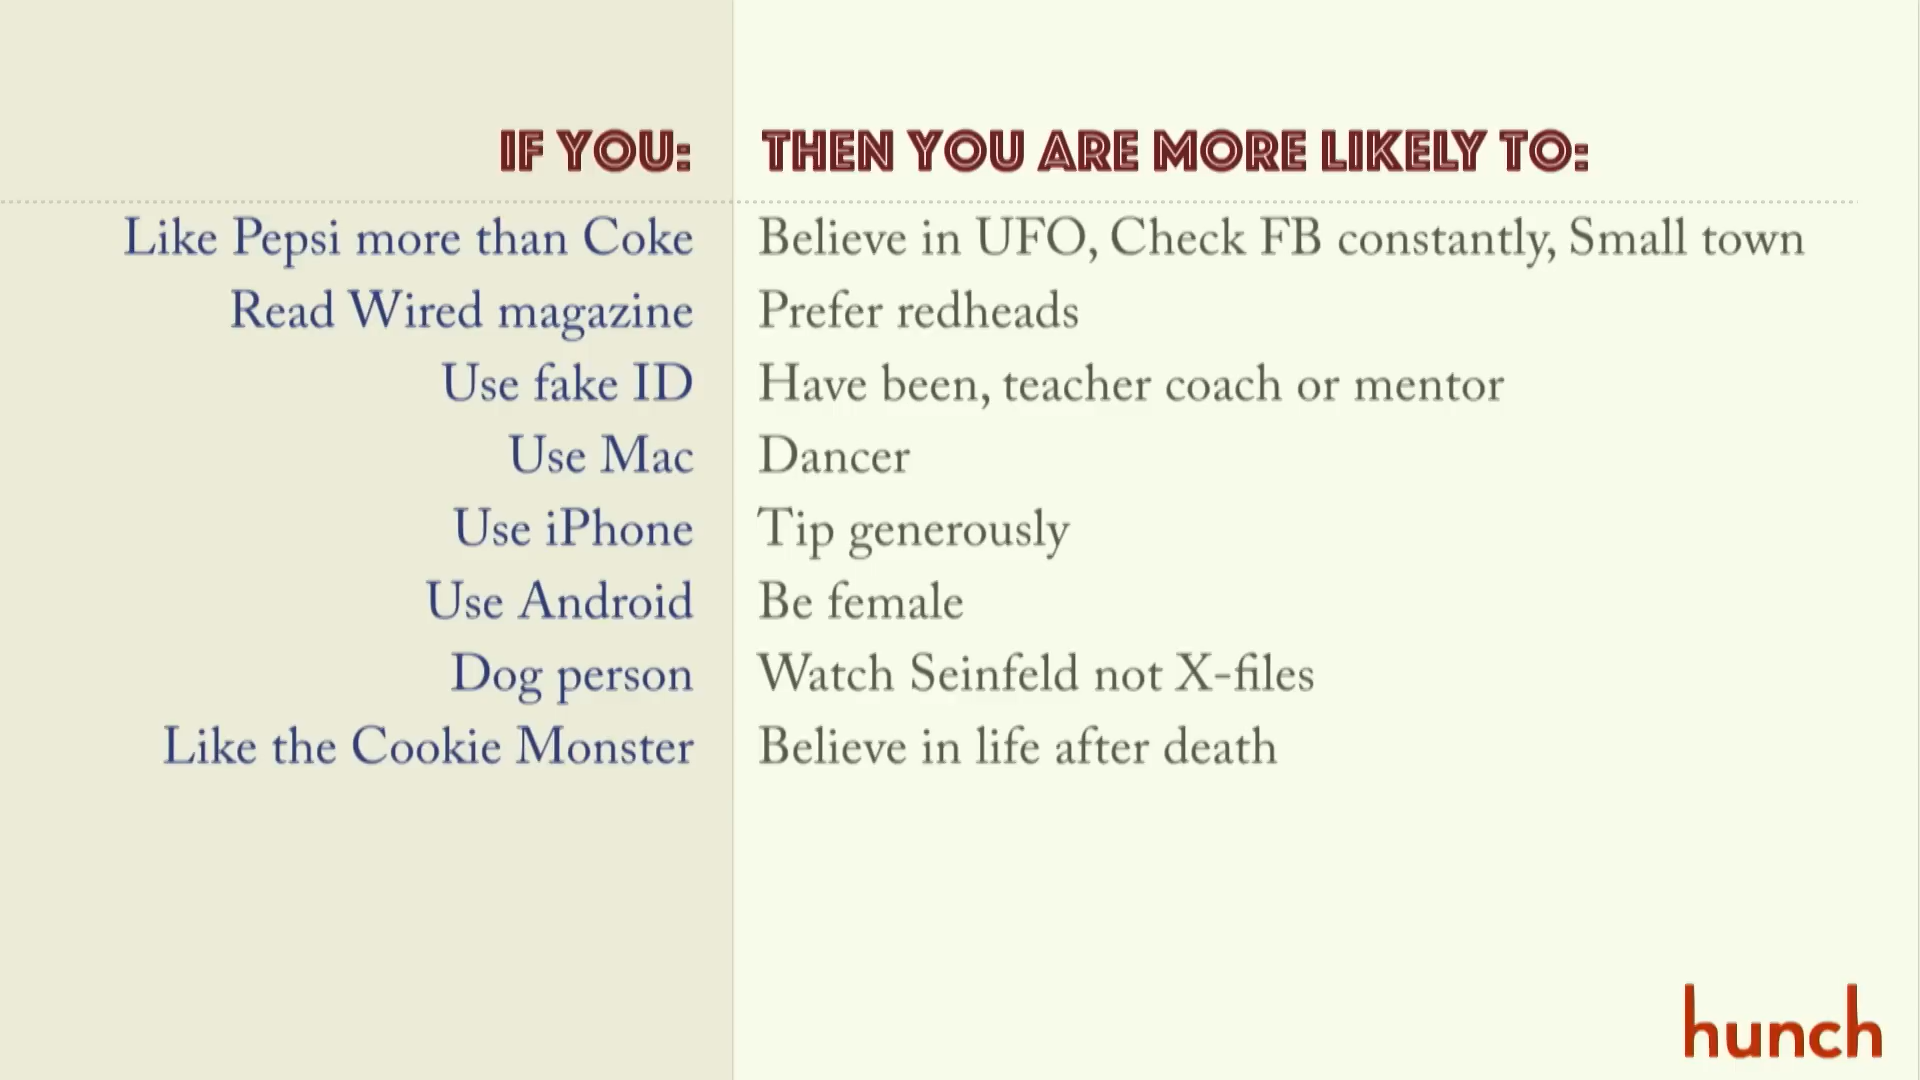 IF YOU: THEN YOU ARE MORE LIKELY TO:
Like Pepsi more than Coke Believe in UFO, Check FB constantly, Small town
Read Wired magazine Prefer redheads
Use fake ID Have been, teacher coach or mentor
Use Mac Dancer
Use iPhone Tip generously
Use Android Be female
Dog person Watch Seinfeld not X-files
Like the Cookie Monster Believe in life after death
hunch